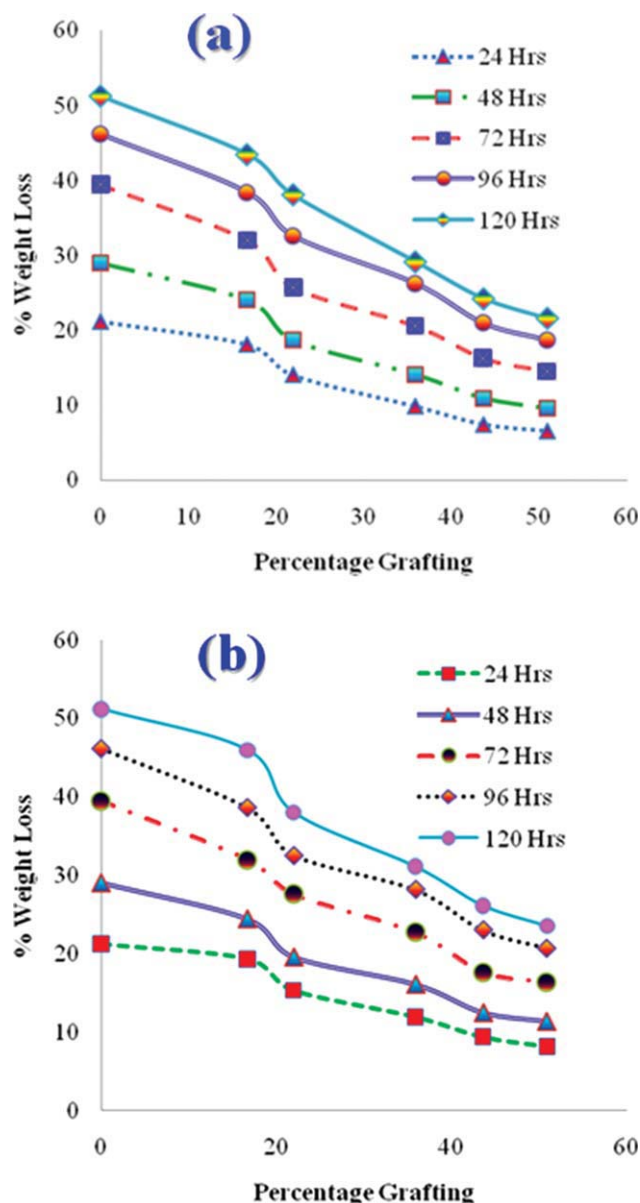 (a)
60
50
40
30
20
10
0
% Weight Loss
24 Hrs
48 Hrs
72 Hrs
96 Hrs
120 Hrs
0 10 20 30 40 50 60
Percentage Grafting
(b)
60
50
40
30
20
10
0
% Weight Loss
24 Hrs
48 Hrs
72 Hrs
96 Hrs
120 Hrs
0 20 40 60
Percentage Grafting